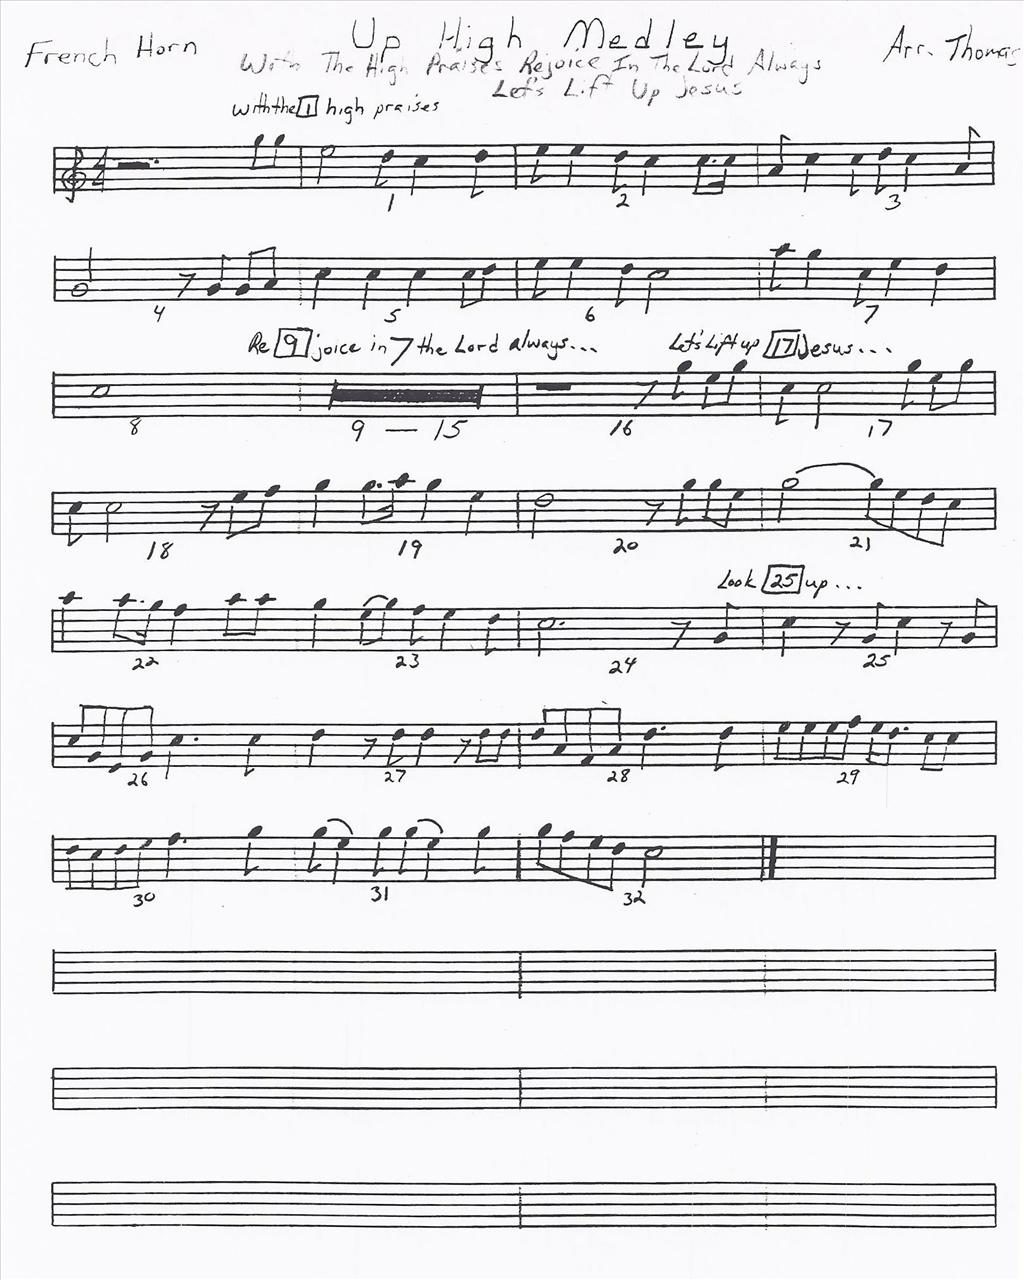 Up High Medley
French Horn
Arr. Thomas
With The High Praises Rejoice In The Lord Always
Let's Lift Up Jesus
With the 1 high praises
4
4
1 2 3
4 5 6 7
Re 9 joice in 7 the Lord always... Let's Lift up 17 Jesus...
8 9 — 15 16 17
18 19 20 21
Look 25 up...
22 23 24 25
26 27 28 29
30 31 32